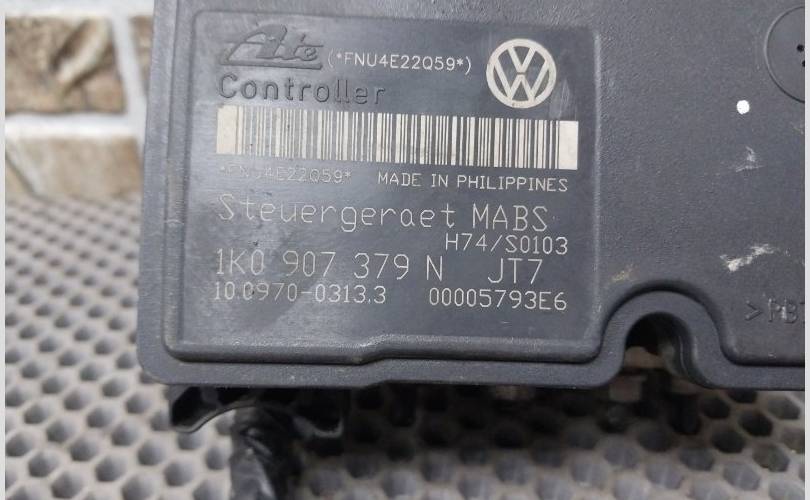 Ate (*FNU4E22Q59*)
Controller
*FNU4E22Q59* MADE IN PHILIPPINES
Steuergeraet MABS
H74/S0103
1K0 907 379 N JT7
10.0970-0313.3 00005793E6